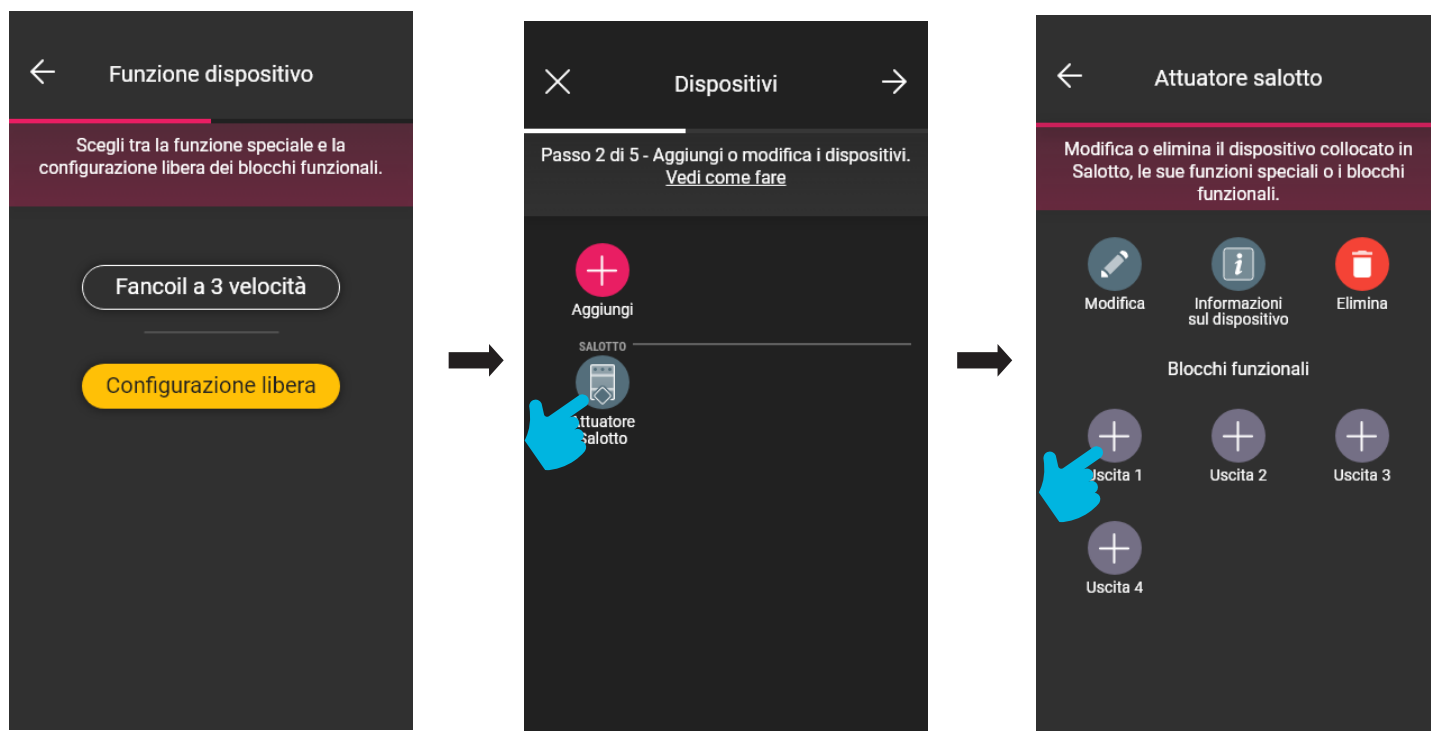 Funzione dispositivo
Scegli tra la funzione speciale e la
configurazione libera dei blocchi funzionali.
Fancoil a 3 velocità
Configurazione libera
Dispositivi
Passo 2 di 5 - Aggiungi o modifica i dispositivi.
Vedi come fare
Aggiungi
SALOTTO
Attuatore
Salotto
Attuatore salotto
Modifica o elimina il dispositivo collocato in
Salotto, le sue funzioni speciali o i blocchi
funzionali.
Modifica
Informazioni
sul dispositivo
Elimina
Blocchi funzionali
Uscita 1
Uscita 2
Uscita 3
Uscita 4